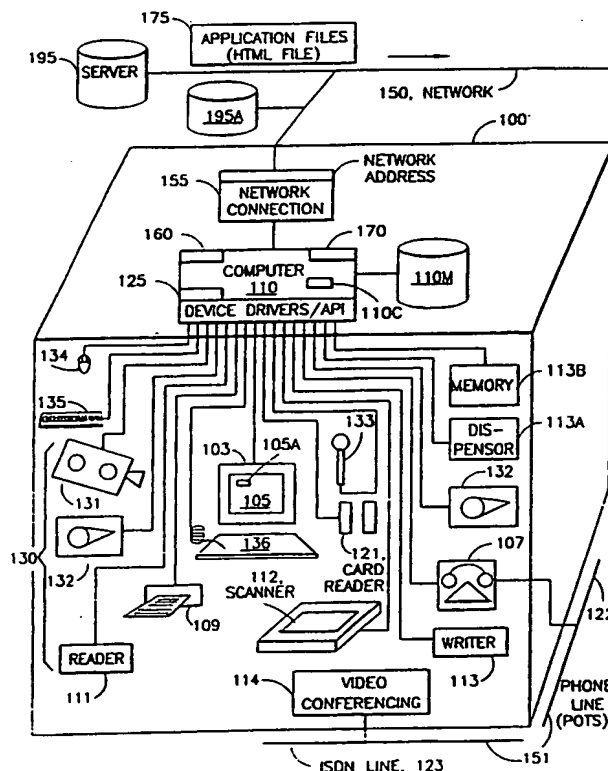 175
APPLICATION FILES
(HTML FILE)
195
SERVER
195A
150, NETWORK
100
NETWORK
ADDRESS
155
NETWORK
CONNECTION
160
170
COMPUTER
110
110M
125
110C
DEVICE DRIVERS/API
134
MEMORY
113B
135
DIS-
PENSOR
113A
103
105A
133
105
132
131
136
121,
CARD
READER
107
130
132
112,
SCANNER
122
109
READER
WRITER
111
113
114
VIDEO
CONFERENCING
PHONE
LINE
(POTS)
151
ISDN LINE, 123